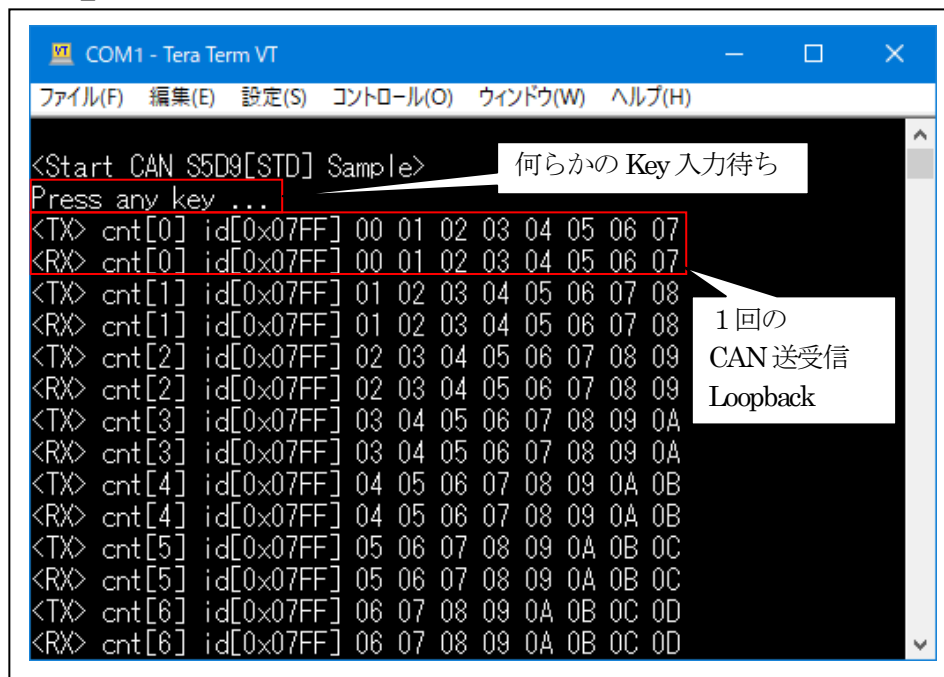 COM1 - Tera Term VT
ファイル(F) 編集(E) 設定(S) コントロール(O) ウィンドウ(W) ヘルプ(H)
<Start CAN S5D9[STD] Sample>
何らかの Key 入力待ち
Press any key ...
<TX> cnt[0] id[0x07FF] 00 01 02 03 04 05 06 07
<RX> cnt[0] id[0x07FF] 00 01 02 03 04 05 06 07
<TX> cnt[1] id[0x07FF] 01 02 03 04 05 06 07 08
<RX> cnt[1] id[0x07FF] 01 02 03 04 05 06 07 08
<TX> cnt[2] id[0x07FF] 02 03 04 05 06 07 08 09
<RX> cnt[2] id[0x07FF] 02 03 04 05 06 07 08 09
<TX> cnt[3] id[0x07FF] 03 04 05 06 07 08 09 0A
<RX> cnt[3] id[0x07FF] 03 04 05 06 07 08 09 0A
<TX> cnt[4] id[0x07FF] 04 05 06 07 08 09 0A 0B
<RX> cnt[4] id[0x07FF] 04 05 06 07 08 09 0A 0B
<TX> cnt[5] id[0x07FF] 05 06 07 08 09 0A 0B 0C
<RX> cnt[5] id[0x07FF] 05 06 07 08 09 0A 0B 0C
<TX> cnt[6] id[0x07FF] 06 07 08 09 0A 0B 0C 0D
<RX> cnt[6] id[0x07FF] 06 07 08 09 0A 0B 0C 0D
１回の
CAN 送受信
Loopback